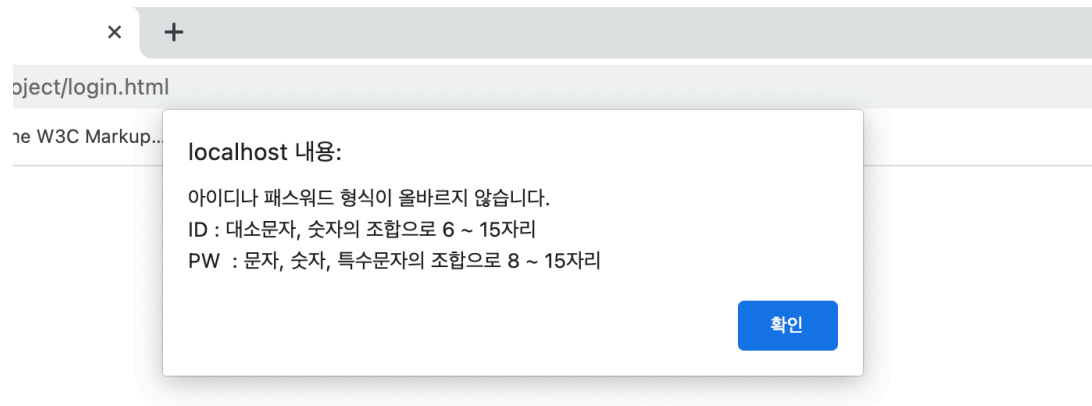 oject/login.html
ne W3C Markup...
localhost 내용:
아이디나 패스워드 형식이 올바르지 않습니다.
ID : 대소문자, 숫자의 조합으로 6 ~ 15자리
PW : 문자, 숫자, 특수문자의 조합으로 8 ~ 15자리
확인